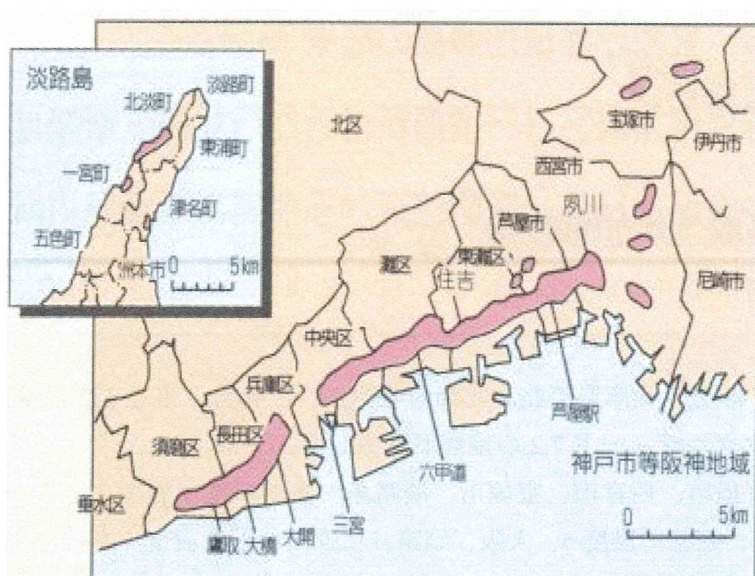 淡路島
淡路町
北淡町
東浦町
一宮町
津名町
五色町
洲本市
0 5km
北区
宝塚市
伊丹市
西宮市
夙川
芦屋市
東灘区
住吉
灘区
尼崎市
中央区
兵庫区
長田区
須磨区
垂水区
芦屋駅
六甲道
三宮
大開
大橋
鷹取
神戸市等阪神地域
0 5km